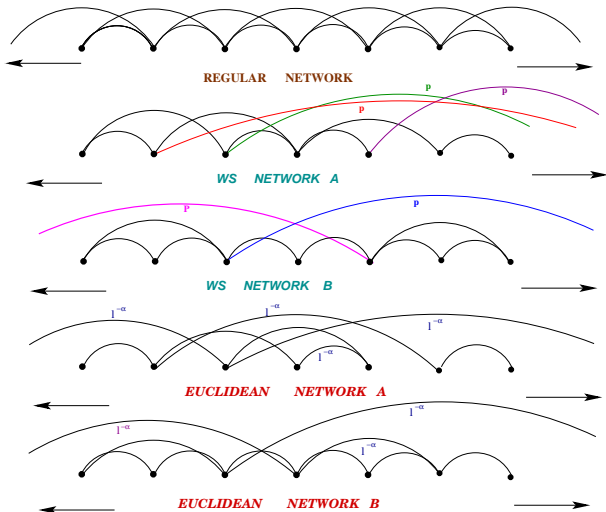 REGULAR NETWORK
p
p
p
WS NETWORK A
P
p
WS NETWORK B
l^-α
l^-α
l^-α
l^-α
EUCLIDEAN NETWORK A
l^-α
l^-α
l^-α
EUCLIDEAN NETWORK B